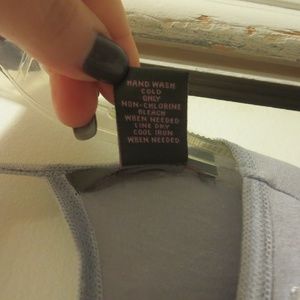 HAND WASH
COLD
ONLY
NON-CHLORINE
BLEACH
WHEN NEEDED
LINE DRY
COOL IRON
WHEN NEEDED